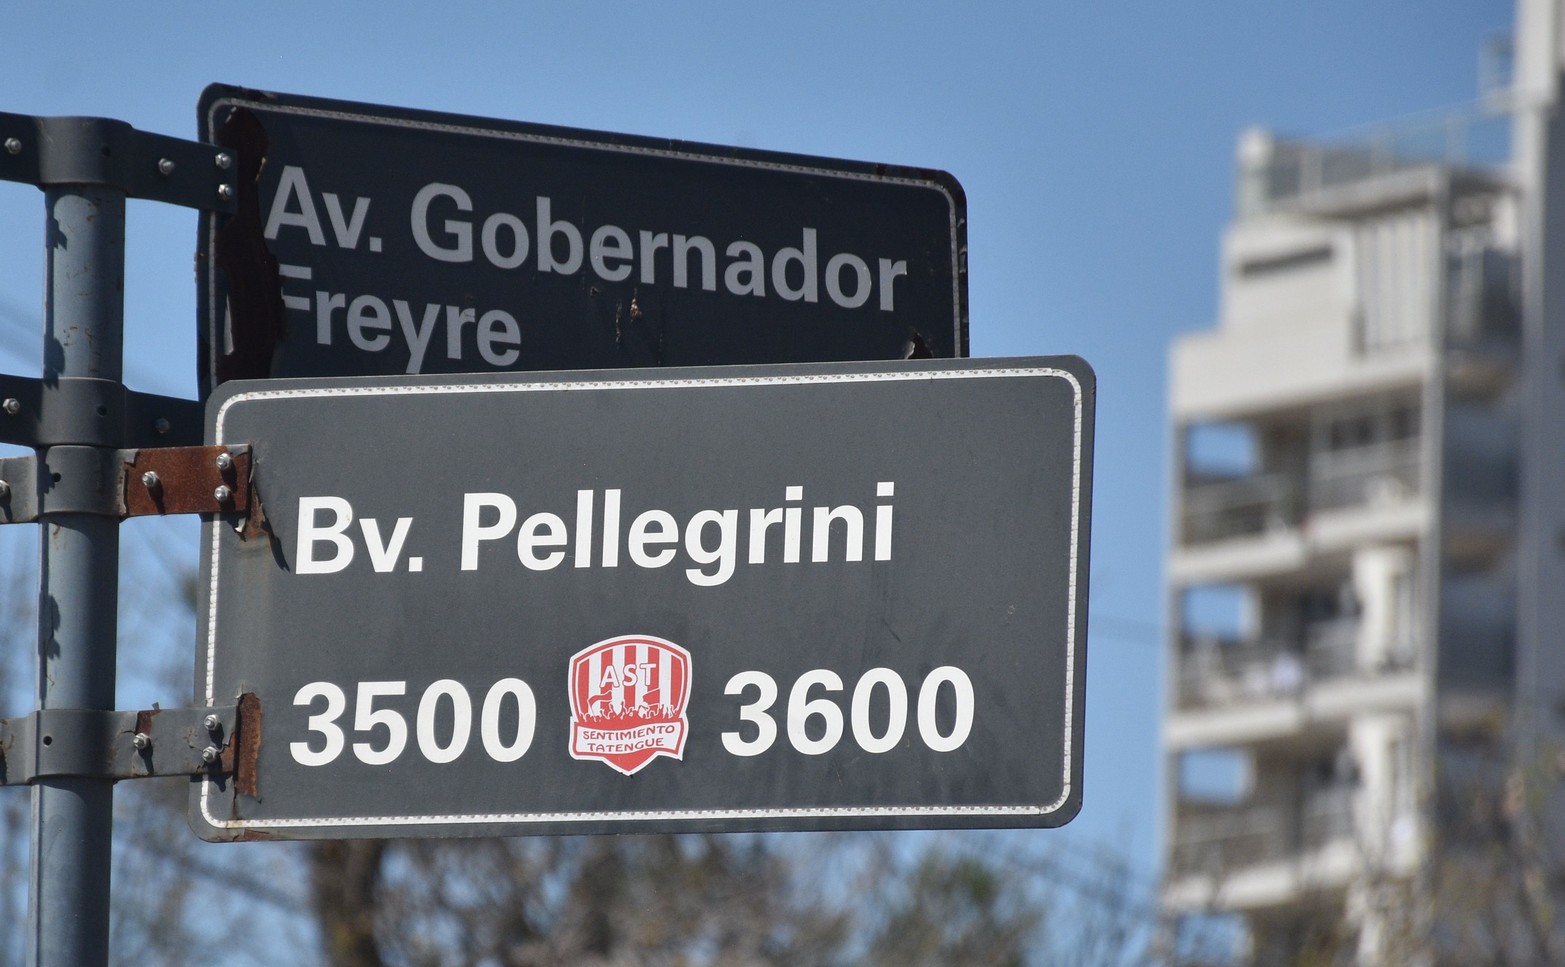 Av. Gobernador
Freyre
Bv. Pellegrini
3500 3600
AST
SENTIMIENTO
TATENGUE